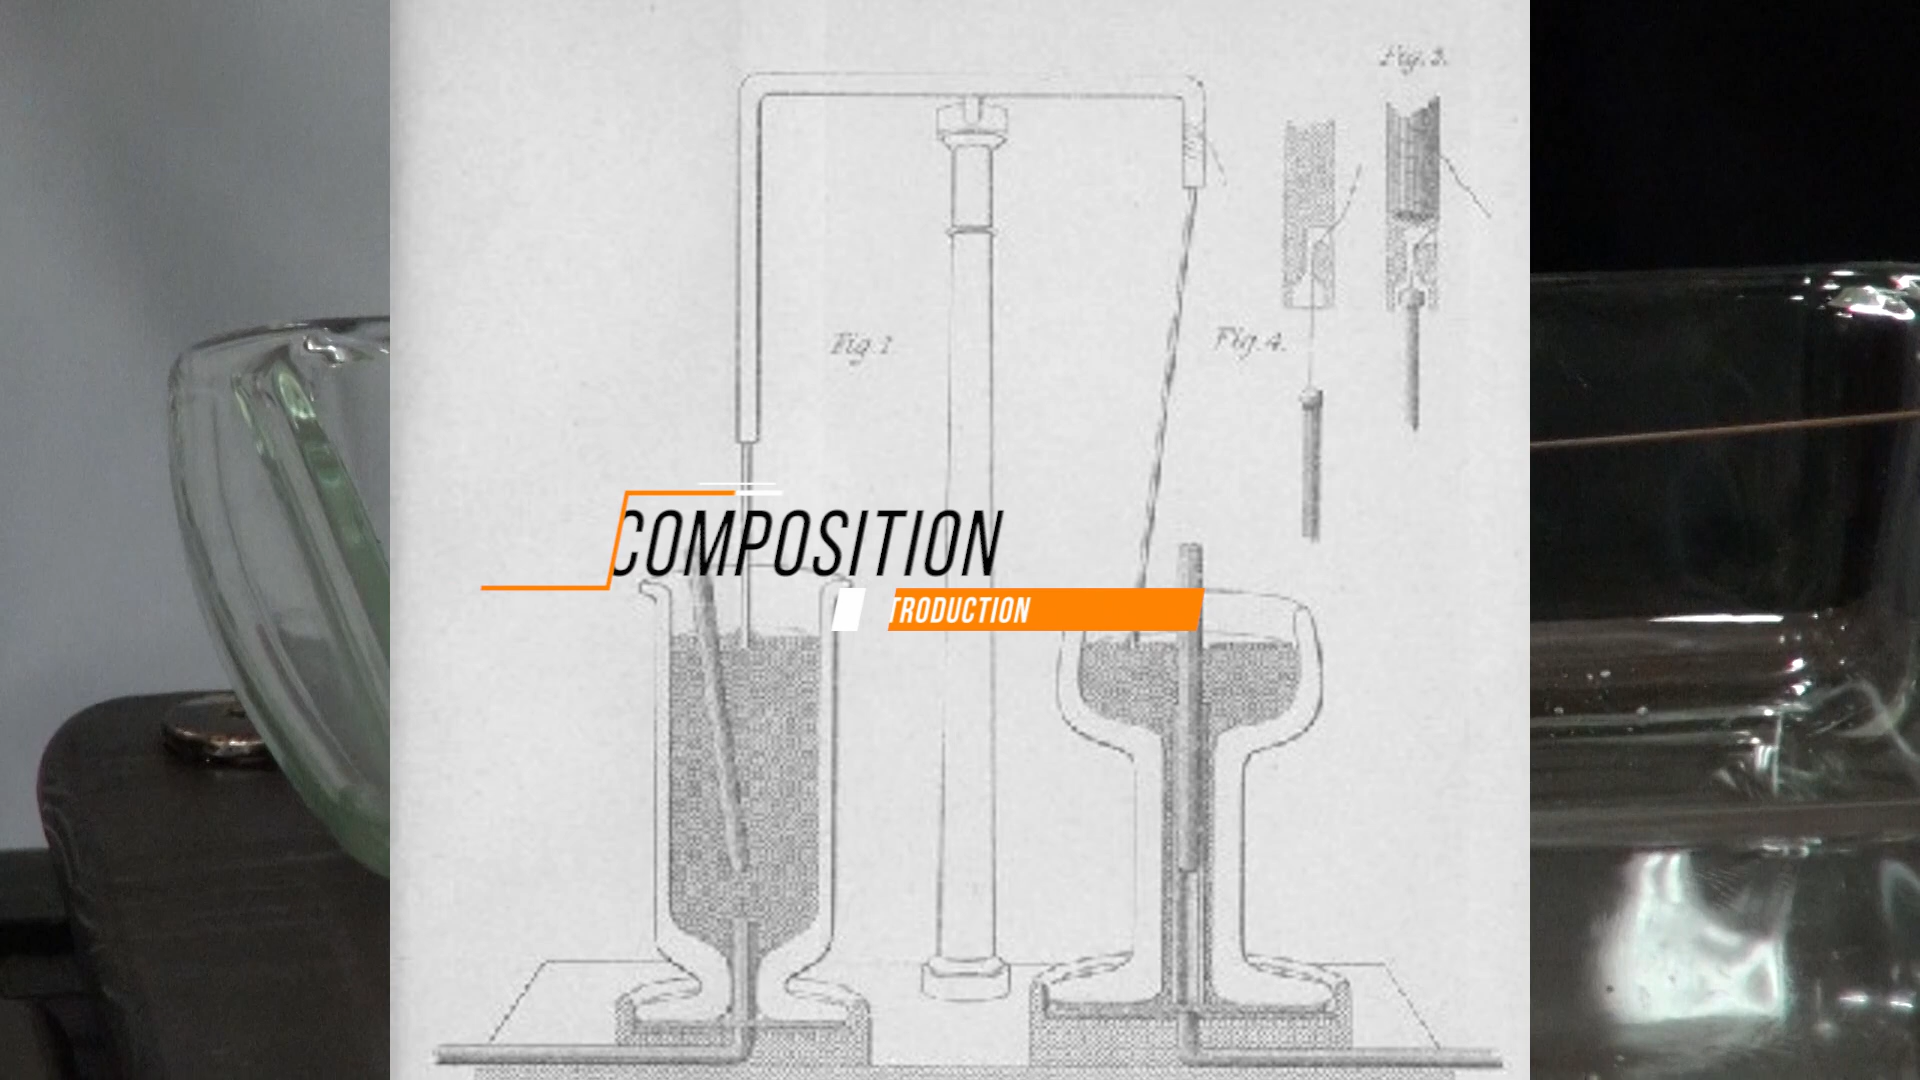 Fig. 3.
Fig. 1
Fig. 4.
COMPOSITION
TRODUCTION